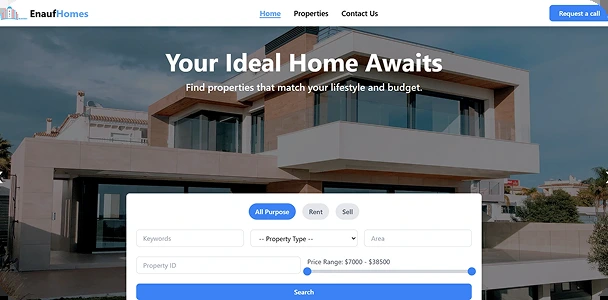 EnaufHomes
Home Properties Contact Us
Request a call
Your Ideal Home Awaits
Find properties that match your lifestyle and budget.
All Purpose Rent Sell
Keywords
-- Property Type --
Area
Property ID
Price Range: $7000 - $38500
Search